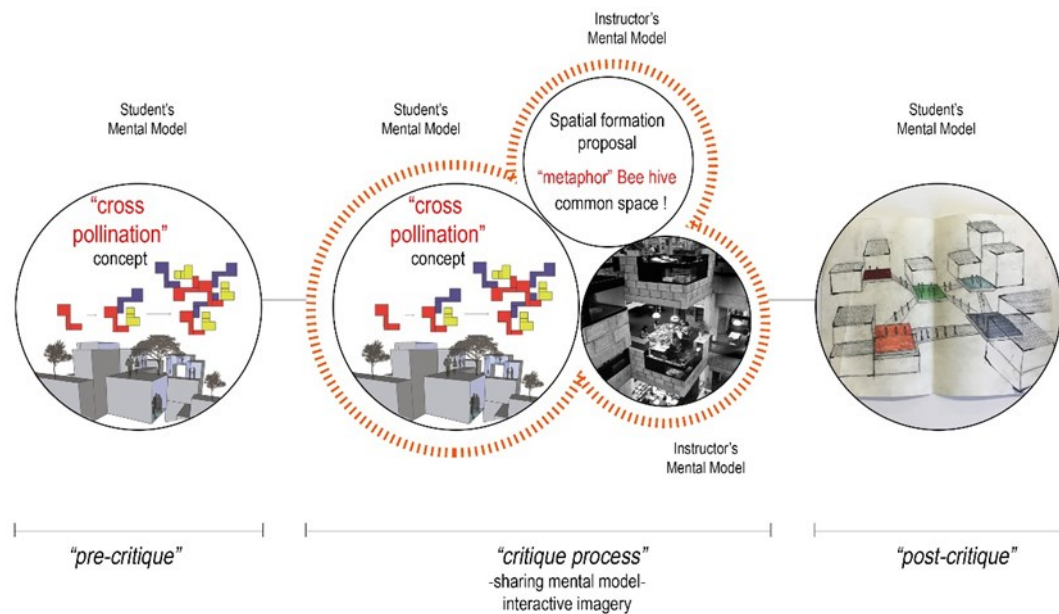 Student's
Mental Model
"cross
pollination"
concept
Student's
Mental Model
"cross
pollination"
concept
Instructor's
Mental Model
Spatial formation
proposal
"metaphor" Bee hive
common space !
Instructor's
Mental Model
Student's
Mental Model
"pre-critique"
"critique process"
-sharing mental model-
interactive imagery
"post-critique"